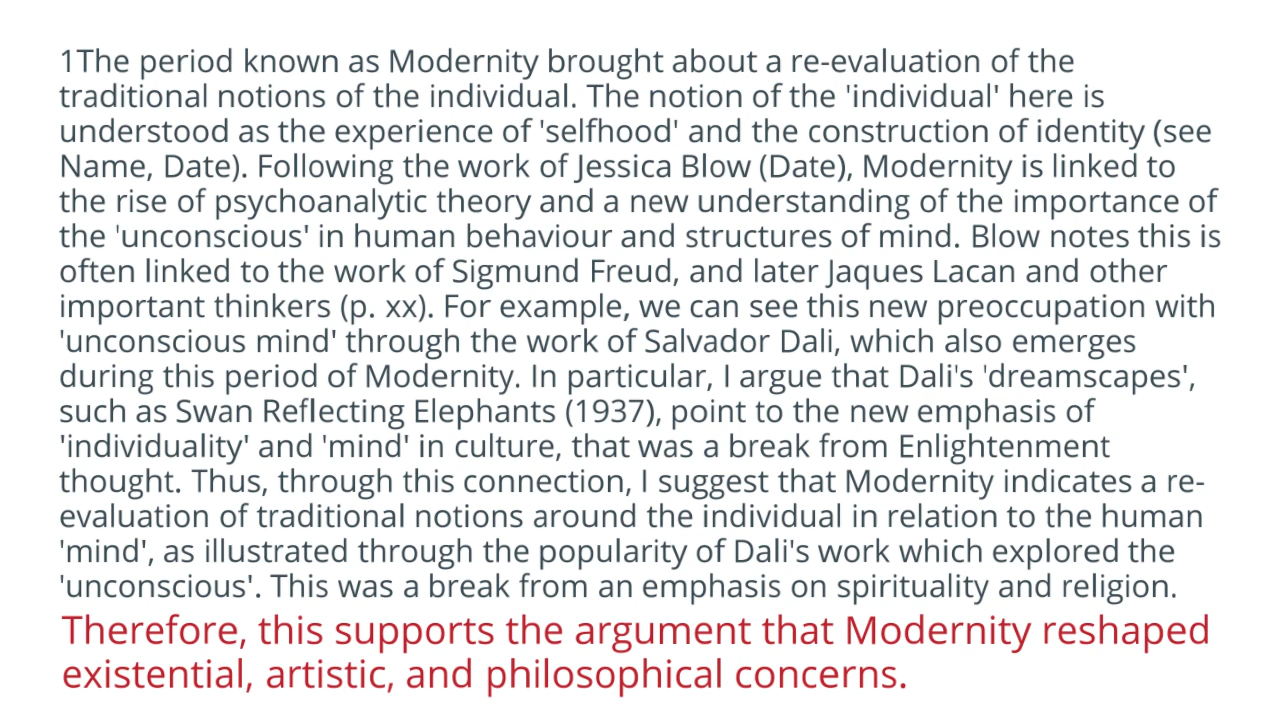 1The period known as Modernity brought about a re-evaluation of the
traditional notions of the individual. The notion of the 'individual' here is
understood as the experience of 'selfhood' and the construction of identity (see
Name, Date). Following the work of Jessica Blow (Date), Modernity is linked to
the rise of psychoanalytic theory and a new understanding of the importance of
the 'unconscious' in human behaviour and structures of mind. Blow notes this is
often linked to the work of Sigmund Freud, and later Jaques Lacan and other
important thinkers (p. xx). For example, we can see this new preoccupation with
'unconscious mind' through the work of Salvador Dali, which also emerges
during this period of Modernity. In particular, I argue that Dali's 'dreamscapes',
such as Swan Reflecting Elephants (1937), point to the new emphasis of
'individuality' and 'mind' in culture, that was a break from Enlightenment
thought. Thus, through this connection, I suggest that Modernity indicates a re-
evaluation of traditional notions around the individual in relation to the human
'mind', as illustrated through the popularity of Dali's work which explored the
'unconscious'. This was a break from an emphasis on spirituality and religion.
Therefore, this supports the argument that Modernity reshaped
existential, artistic, and philosophical concerns.